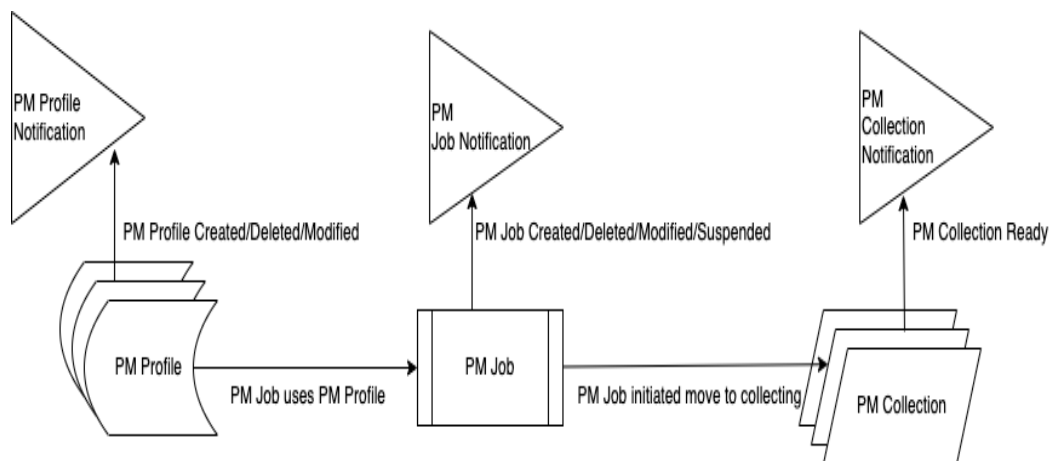 PM Profile
Notification
PM
Job Notification
PM
Collection
Notification
PM Profile Created/Deleted/Modified
PM Job Created/Deleted/Modified/Suspended
PM Collection Ready
PM Profile
PM Job
PM Collection
PM Job uses PM Profile
PM Job initiated move to collecting